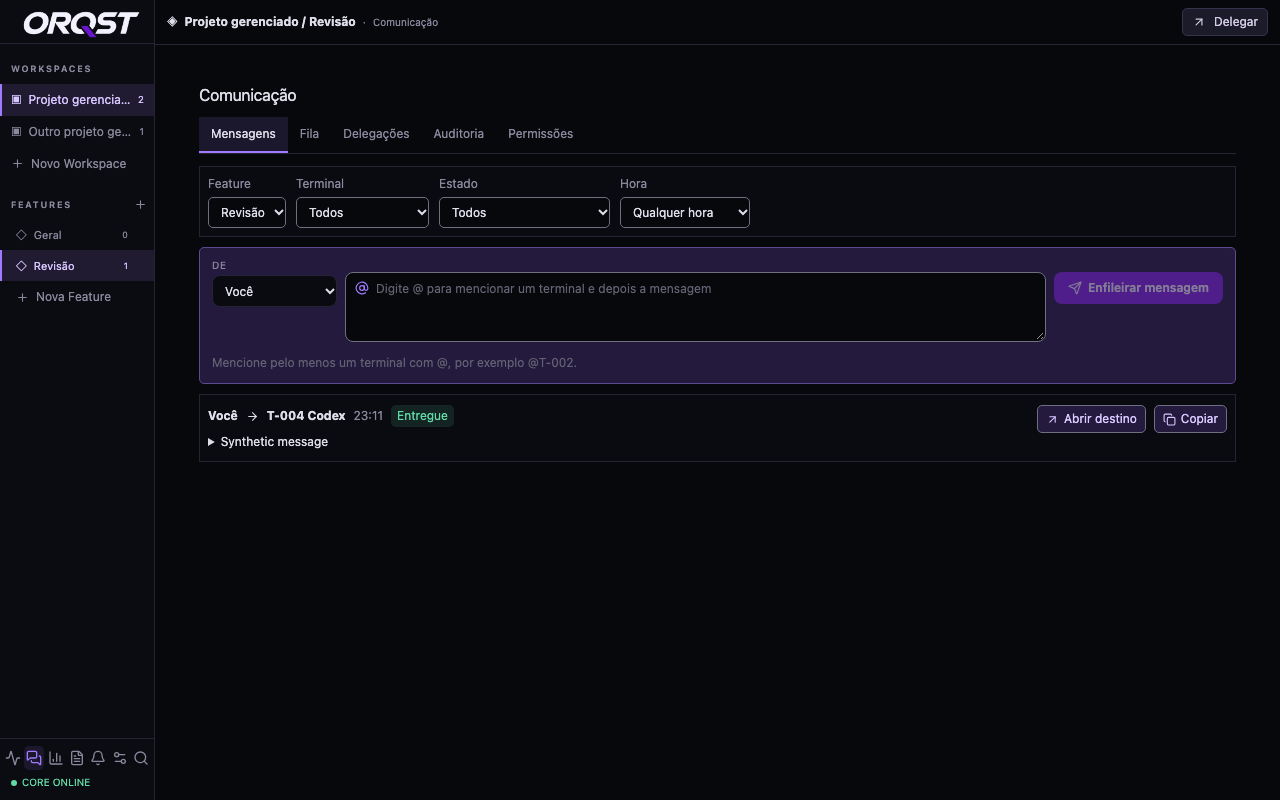 ORQST
◈ Projeto gerenciado / Revisão · Comunicação
Delegar
WORKSPACES
Projeto gerencia... 2
Outro projeto ge... 1
+ Novo Workspace
FEATURES +
Geral 0
Revisão 1
+ Nova Feature
Comunicação
Mensagens Fila Delegações Auditoria Permissões
Feature Terminal Estado Hora
Revisão Todos Todos Qualquer hora
DE
Você
@ Digite @ para mencionar um terminal e depois a mensagem
Enfileirar mensagem
Mencione pelo menos um terminal com @, por exemplo @T-002.
Você → T-004 Codex 23:11 Entregue
Abrir destino Copiar
Synthetic message
CORE ONLINE